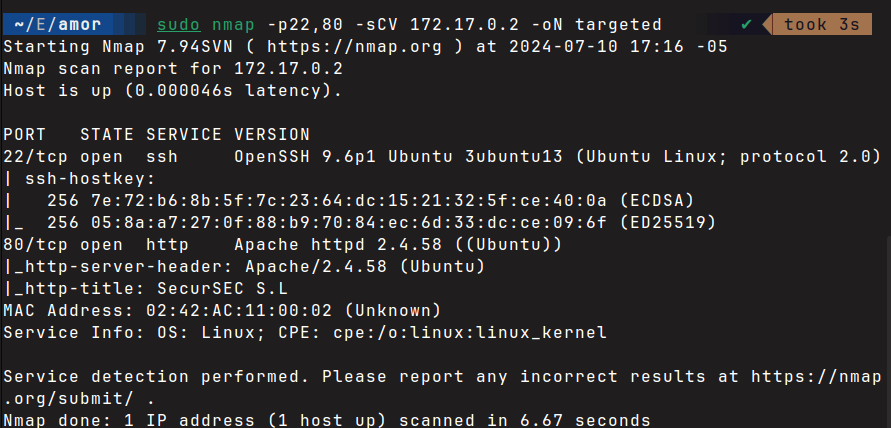 ~/E/amor sudo nmap -p22,80 -sCV 172.17.0.2 -oN targeted ✔ took 3s
Starting Nmap 7.94SVN ( https://nmap.org ) at 2024-07-10 17:16 -05
Nmap scan report for 172.17.0.2
Host is up (0.000046s latency).
PORT   STATE SERVICE VERSION
22/tcp open  ssh     OpenSSH 9.6p1 Ubuntu 3ubuntu13 (Ubuntu Linux; protocol 2.0)
| ssh-hostkey:
|   256 7e:72:b6:8b:5f:7c:23:64:dc:15:21:32:5f:ce:40:0a (ECDSA)
|_  256 05:8a:a7:27:0f:88:b9:70:84:ec:6d:33:dc:ce:09:6f (ED25519)
80/tcp open  http    Apache httpd 2.4.58 ((Ubuntu))
|_http-server-header: Apache/2.4.58 (Ubuntu)
|_http-title: SecurSEC S.L
MAC Address: 02:42:AC:11:00:02 (Unknown)
Service Info: OS: Linux; CPE: cpe:/o:linux:linux_kernel
Service detection performed. Please report any incorrect results at https://nmap
.org/submit/ .
Nmap done: 1 IP address (1 host up) scanned in 6.67 seconds